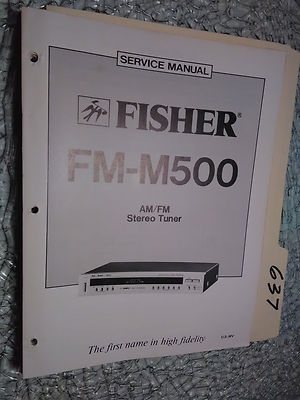 SERVICE MANUAL
FISHER®
FM-M500
AM/FM
Stereo Tuner
637
The first name in high fidelity